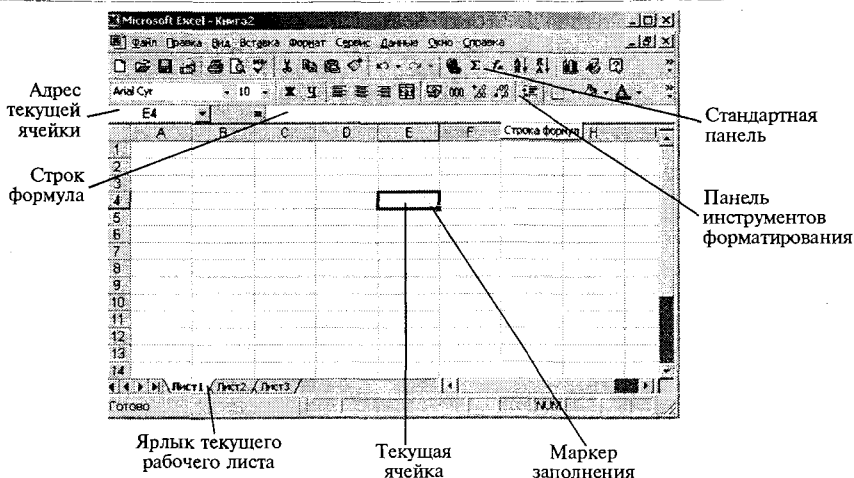 Microsoft Excel - Книга2
Файл Правка Вид Вставка Формат Сервис Данные Окно Справка
Arial Cyr 10 Ж Ч
E4 =
Строка формул
A B C D E F H I
1
2
3
4
5
6
7
8
9
10
11
12
13
14
Лист1 Лист2 Лист3
Готово NUM
Адрес
текущей
ячейки
Строк
формула
Стандартная
панель
Панель
инструментов
форматирования
Ярлык текущего
рабочего листа
Текущая
ячейка
Маркер
заполнения